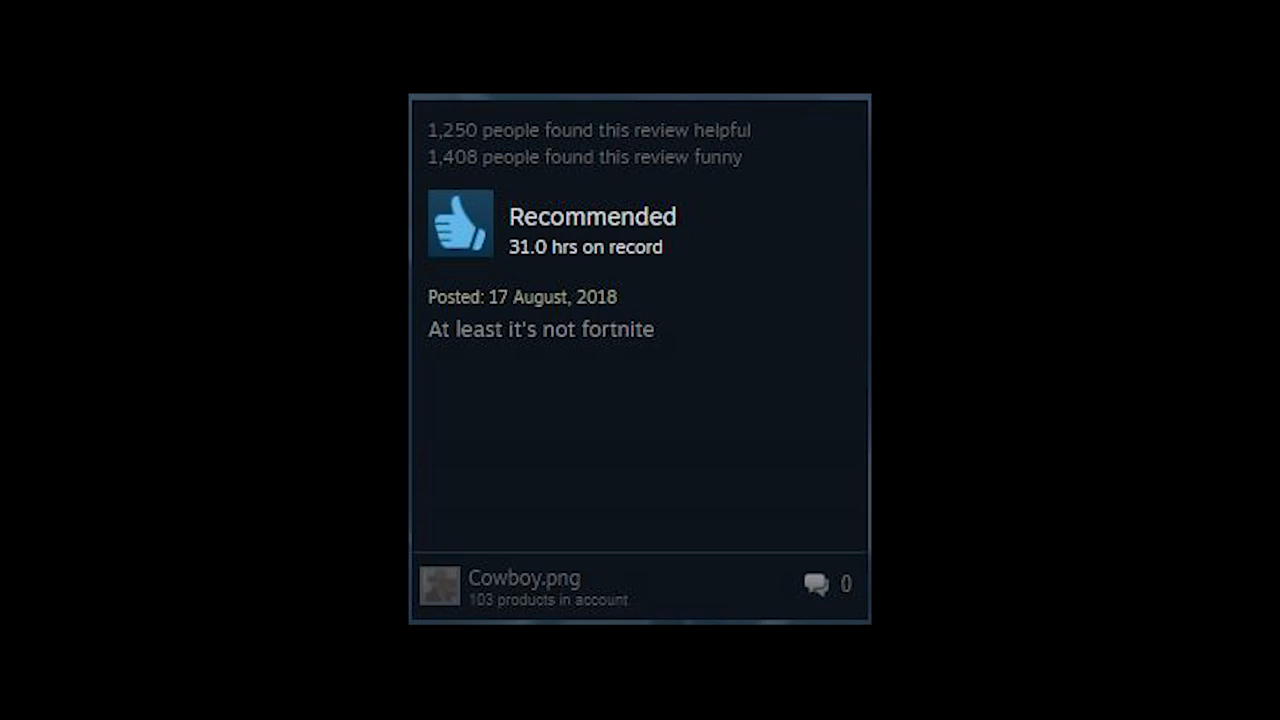 1,250 people found this review helpful
1,408 people found this review funny
Recommended
31.0 hrs on record
Posted: 17 August, 2018
At least it's not fortnite
Cowboy.png
103 products in account
0